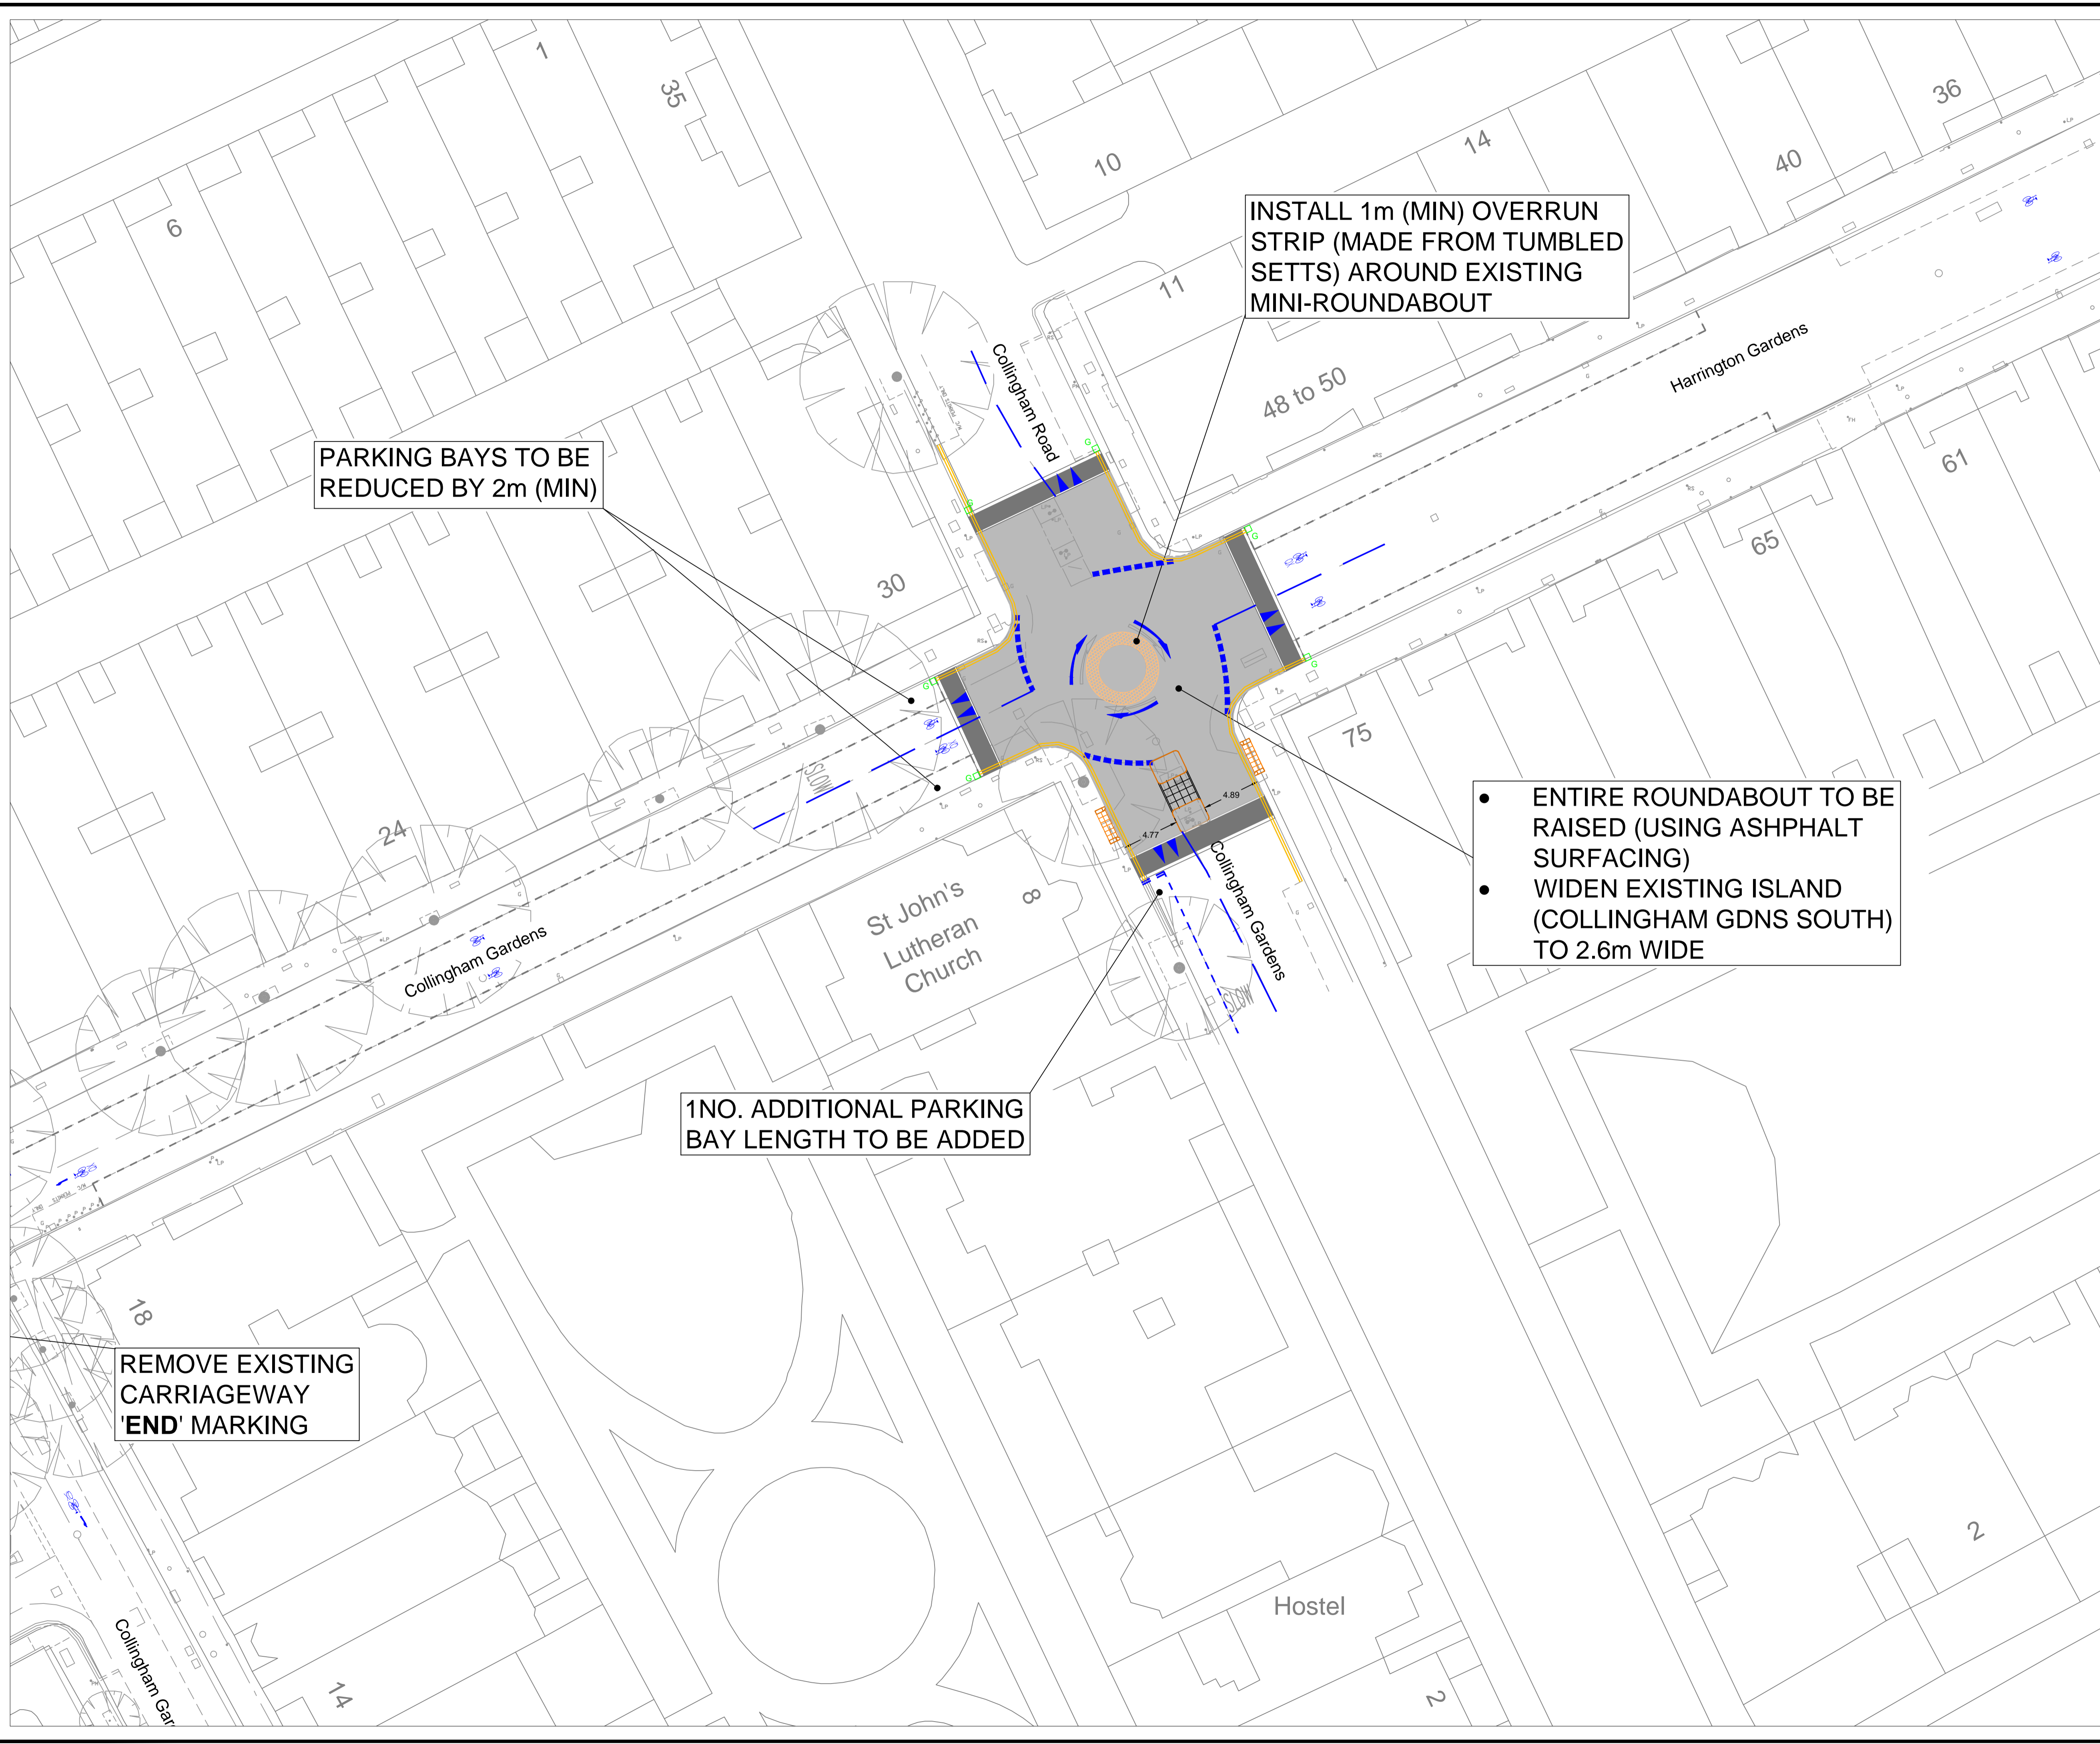 1
35
10
14
36
40
6
INSTALL 1m (MIN) OVERRUN
STRIP (MADE FROM TUMBLED
SETTS) AROUND EXISTING
MINI-ROUNDABOUT
11
Collingham Road
48 to 50
Harrington Gardens
PARKING BAYS TO BE
REDUCED BY 2m (MIN)
61
65
30
75
G
G
G
G
G
G
SLOW
24
4.89
4.77
● ENTIRE ROUNDABOUT TO BE
RAISED (USING ASHPHALT
SURFACING)
● WIDEN EXISTING ISLAND
(COLLINGHAM GDNS SOUTH)
TO 2.6m WIDE
Collingham Gardens
St John's
Lutheran
Church
8
Collingham Gardens
SLOW
1NO. ADDITIONAL PARKING
BAY LENGTH TO BE ADDED
18
REMOVE EXISTING
CARRIAGEWAY
'END' MARKING
2
Hostel
Collingham Gar
14
2